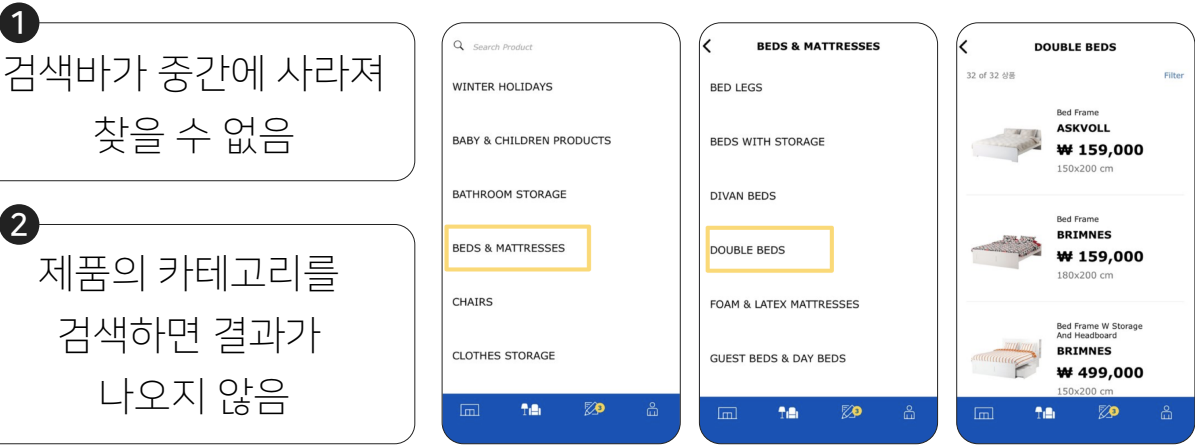 1
검색바가 중간에 사라져
찾을 수 없음
2
제품의 카테고리를
검색하면 결과가
나오지 않음
Search Product
WINTER HOLIDAYS
BABY & CHILDREN PRODUCTS
BATHROOM STORAGE
BEDS & MATTRESSES
CHAIRS
CLOTHES STORAGE
3
BEDS & MATTRESSES
BED LEGS
BEDS WITH STORAGE
DIVAN BEDS
DOUBLE BEDS
FOAM & LATEX MATTRESSES
GUEST BEDS & DAY BEDS
3
DOUBLE BEDS
32 of 32 상품 Filter
Bed Frame
ASKVOLL
₩ 159,000
150x200 cm
Bed Frame
BRIMNES
₩ 159,000
180x200 cm
Bed Frame W Storage
And Headboard
BRIMNES
₩ 499,000
150x200 cm
3